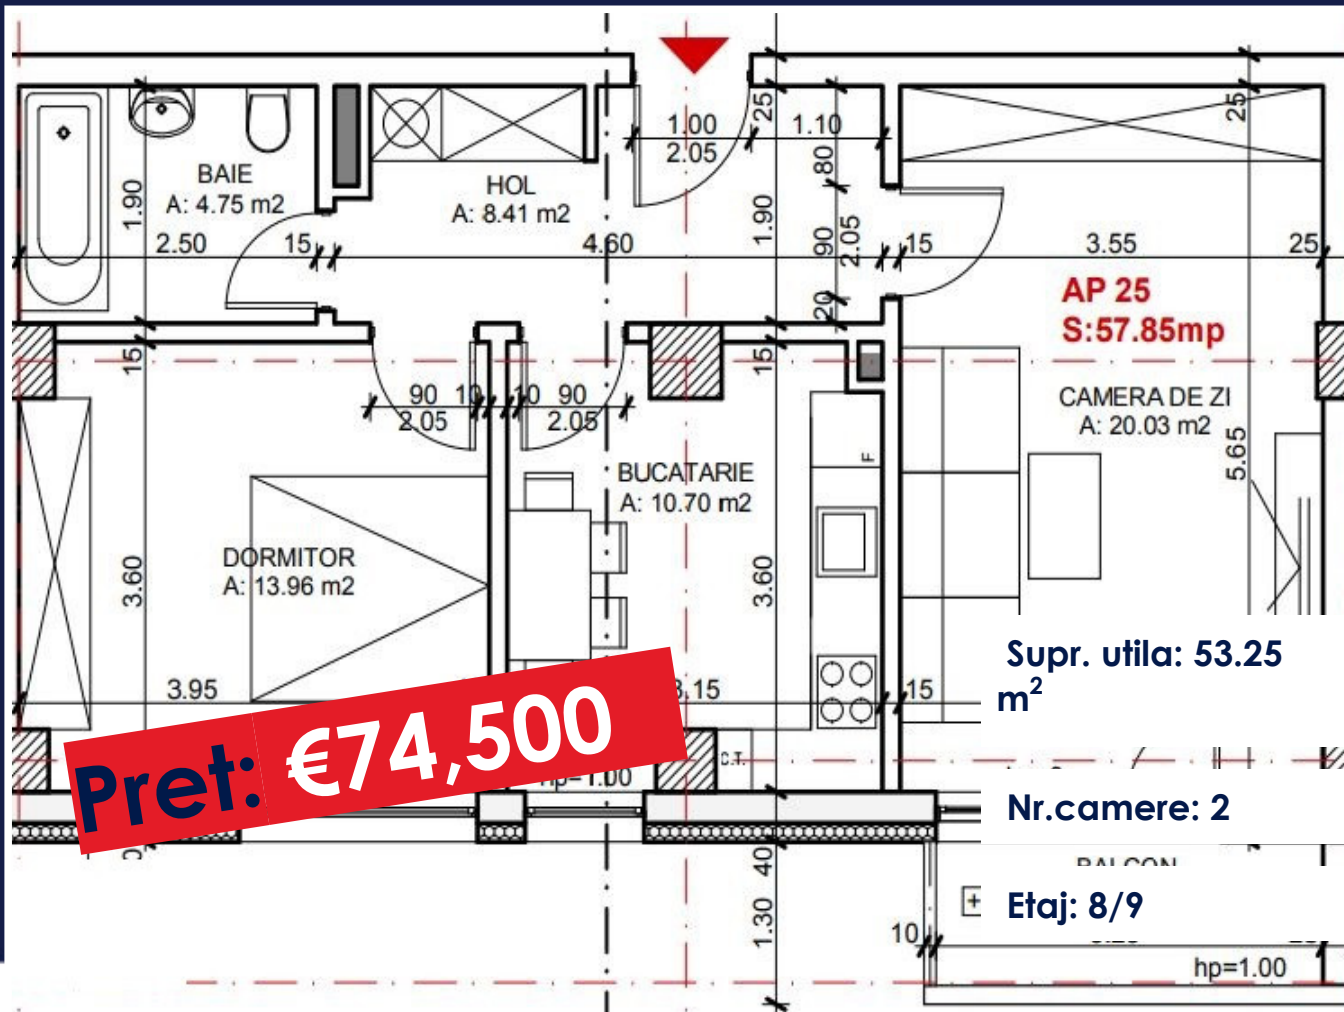 25
1.00
2.05
1.10
80
25
BAIE
A: 4.75 m2
HOL
A: 8.41 m2
1.90
1.90
2.50
15
4.60
90
2.05
15
3.55
25
20
AP 25
S:57.85mp
15
15
90
10
10
90
2.05
2.05
CAMERA DE ZI
A: 20.03 m2
5.65
F
BUCATARIE
A: 10.70 m2
DORMITOR
A: 13.96 m2
3.60
3.60
3.95
15
Supr. utila: 53.25
m²
Pret: €74,500
C.T.
hp=1.00
Nr.camere: 2
40
BALCON
Etaj: 8/9
1.30
10
hp=1.00